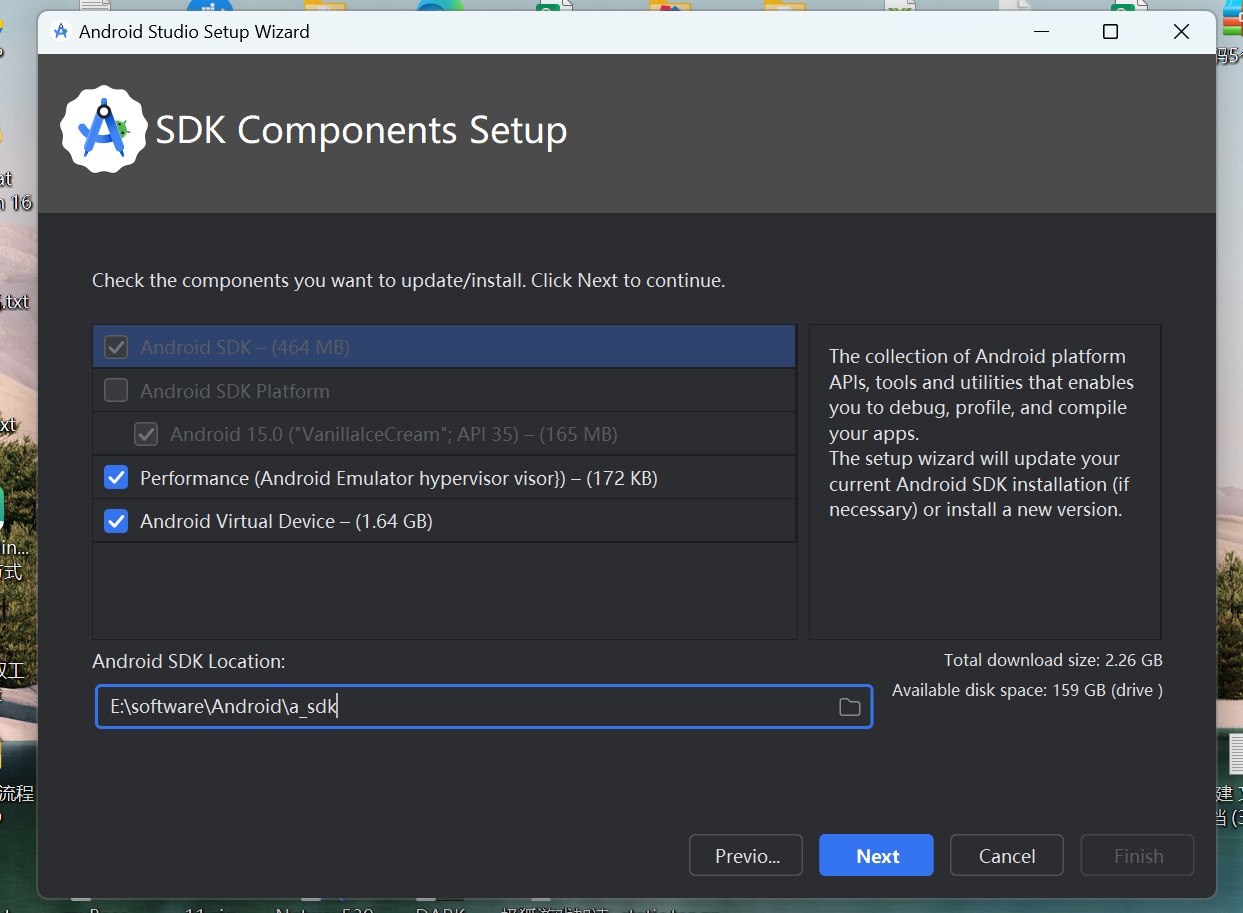 Android Studio Setup Wizard
SDK Components Setup
Check the components you want to update/install. Click Next to continue.
Android SDK – (464 MB)
Android SDK Platform
Android 15.0 ("VanillaIceCream"; API 35) – (165 MB)
Performance (Android Emulator hypervisor visor}) – (172 KB)
Android Virtual Device – (1.64 GB)
The collection of Android platform
APIs, tools and utilities that enables
you to debug, profile, and compile
your apps.
The setup wizard will update your
current Android SDK installation (if
necessary) or install a new version.
Android SDK Location:
Total download size: 2.26 GB
E:\software\Android\a_sdk
Available disk space: 159 GB (drive )
Previo...
Next
Cancel
Finish
16
.txt
in...
流程